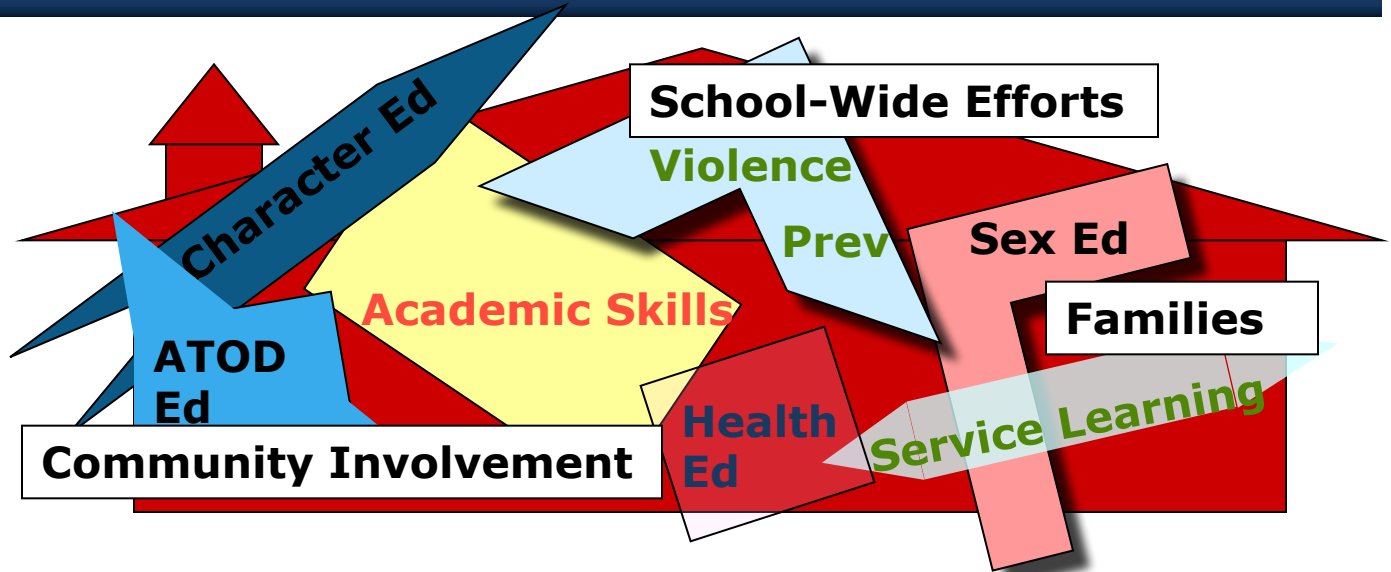 Character Ed
School-Wide Efforts
Violence
Prev
Sex Ed
Academic Skills
Families
ATOD
Ed
Health
Ed
Service Learning
Community Involvement